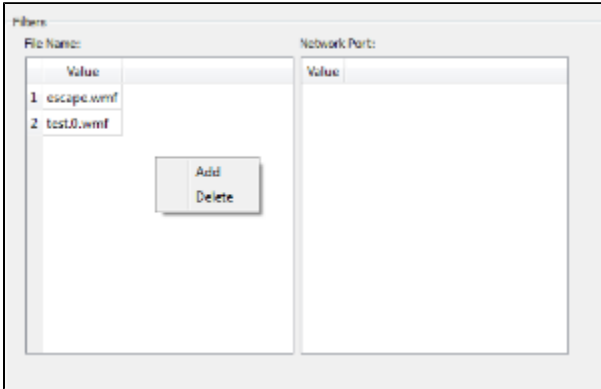 Filters
File Name:
Network Port:
Value
Value
1 escape.wmf
2 test.0.wmf
Add
Delete